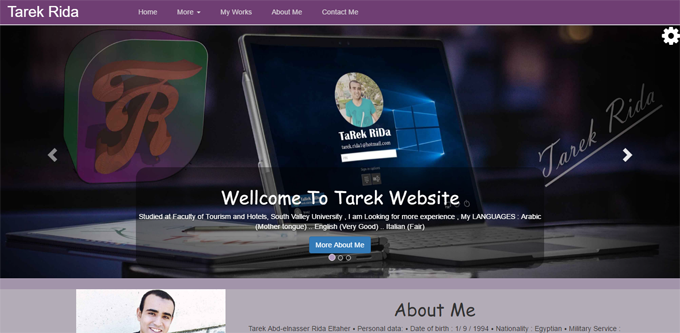 Tarek Rida
Home More My Works About Me Contact Me
TR
TaRek RiDa
tarek.rida1@hotmail.com
Tarek Rida
Wellcome To Tarek Website
Studied at Faculty of Tourism and Hotels, South Valley University , I am Looking for more experience , My LANGUAGES : Arabic
(Mother tongue) .. English (Very Good) .. Italian (Fair)
More About Me
About Me
Tarek Abd-elnasser Rida Eltaher • Personal data: • Date of birth : 1/ 9 / 1994 • Nationality : Egyptian • Military Service :